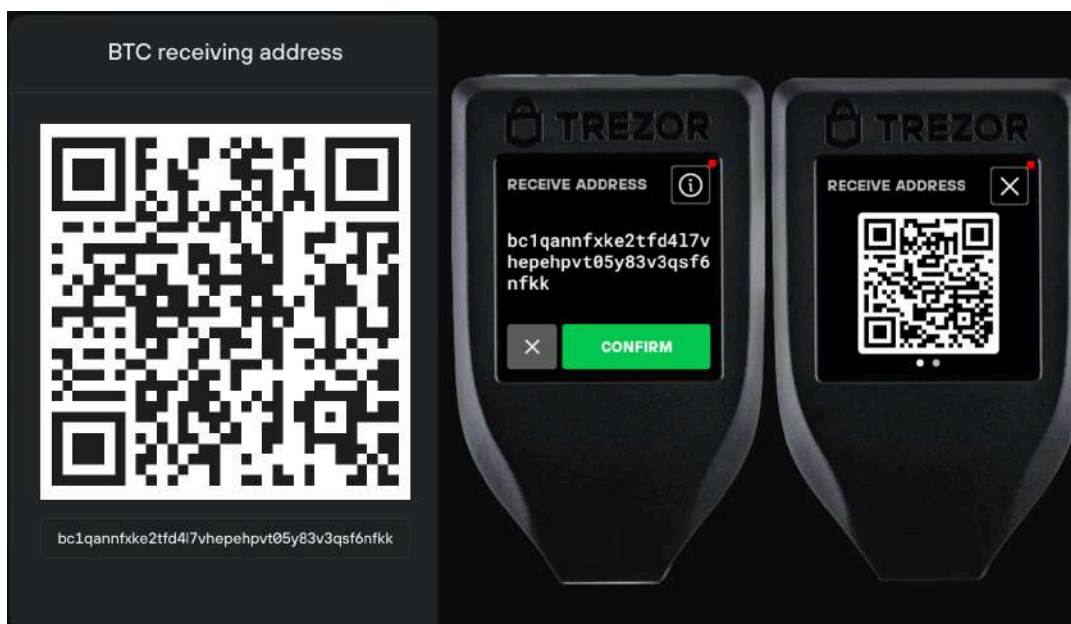 BTC receiving address
bc1qannfxke2tfd4l7vhepehpvt05y83v3qsf6nfkk
TREZOR
RECEIVE ADDRESS
bc1qannfxke2tfd4l7v
hepehpvt05y83v3qsf6
nfkk
CONFIRM
TREZOR
RECEIVE ADDRESS